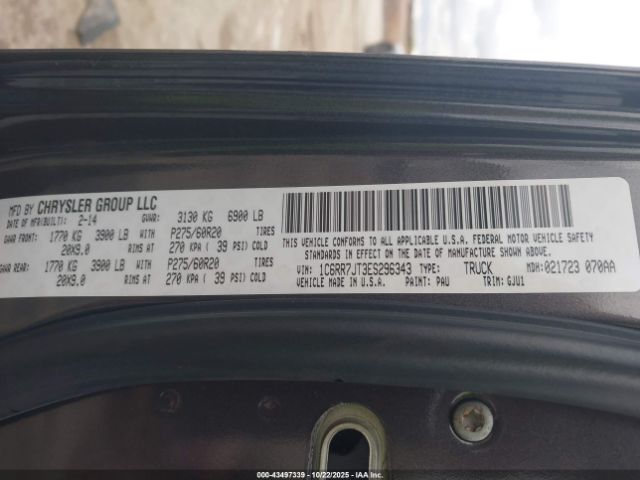 MFD BY CHRYSLER GROUP LLC
DATE OF MFR(BUILT): 2-14 GVWR: 3130 KG 6900 LB
GAWR FRONT: 1770 KG 3900 LB WITH P275/60R20 TIRES
20X9.0 RIMS AT 270 KPA ( 39 PSI) COLD
GAWR REAR: 1770 KG 3900 LB WITH P275/60R20 TIRES
20X9.0 RIMS AT 270 KPA ( 39 PSI) COLD
THIS VEHICLE CONFORMS TO ALL APPLICABLE U.S.A. FEDERAL MOTOR VEHICLE SAFETY
STANDARDS IN EFFECT ON THE DATE OF MANUFACTURE SHOWN ABOVE.
VIN: 1C6RR7JT3ES296343 TYPE: TRUCK MDH: 021723 070AA
VEHICLE MADE IN U.S.A. PAINT: PAU TRIM: GJU1
000-43497339 - 10/22/2025 - IAAI.COM